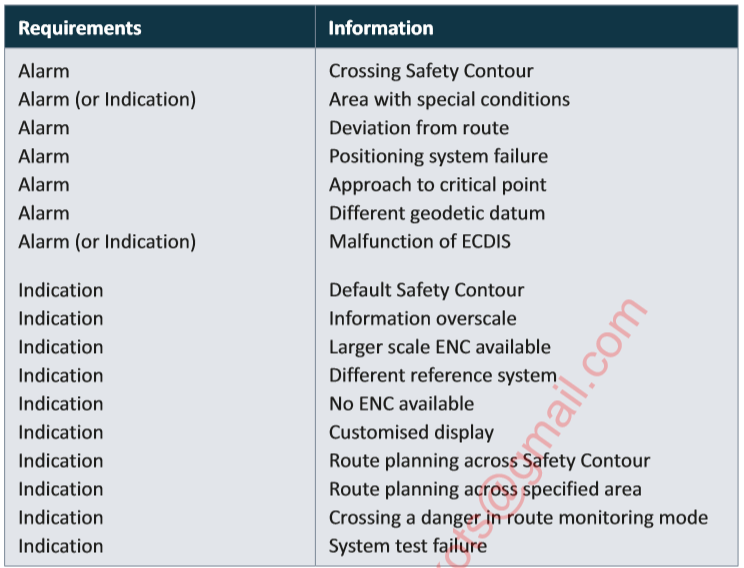 Requirements Information
Alarm Crossing Safety Contour
Alarm (or Indication) Area with special conditions
Alarm Deviation from route
Alarm Positioning system failure
Alarm Approach to critical point
Alarm Different geodetic datum
Alarm (or Indication) Malfunction of ECDIS
Indication Default Safety Contour
Indication Information overscale
Indication Larger scale ENC available
Indication Different reference system
Indication No ENC available
Indication Customised display
Indication Route planning across Safety Contour
Indication Route planning across specified area
Indication Crossing a danger in route monitoring mode
Indication System test failure
ots@gmail.com